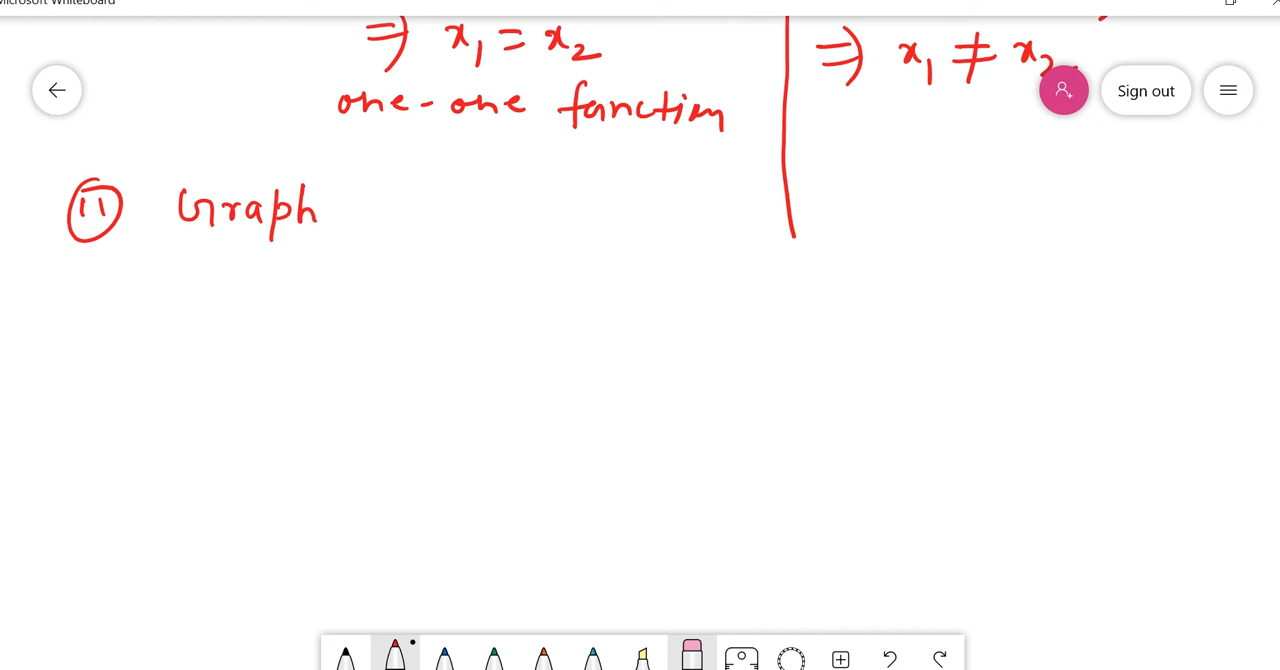 Microsoft Whiteboard
⇒ x₁ = x₂
one-one function
⇒ x₁ ≠ x₂
Sign out
(ii) Graph